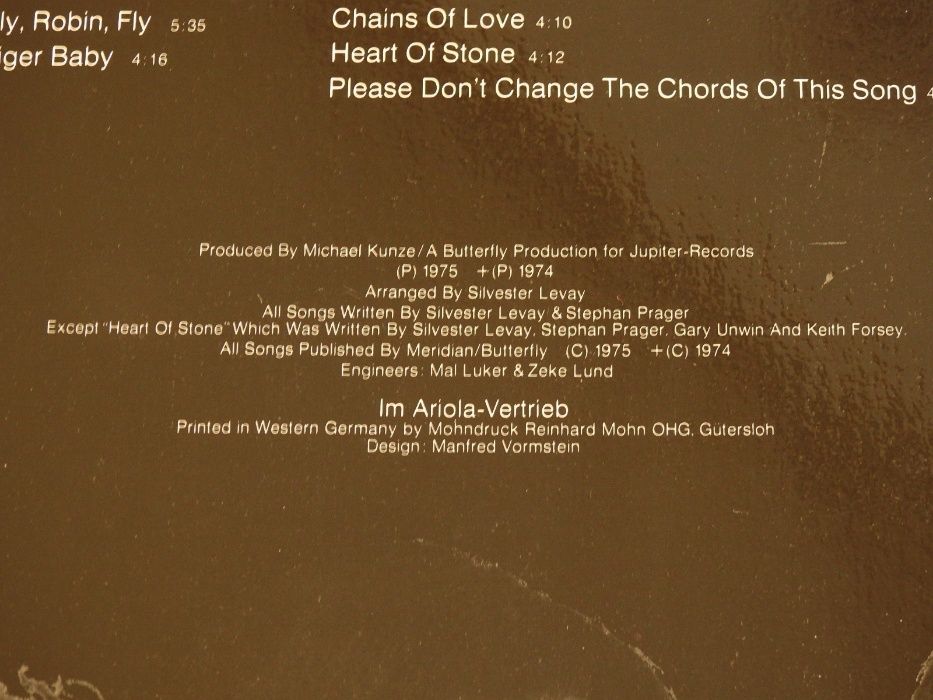 ly, Robin, Fly 5:35
iger Baby 4:16
Chains Of Love 4:10
Heart Of Stone 4:12
Please Don't Change The Chords Of This Song 4
Produced By Michael Kunze/A Butterfly Production for Jupiter-Records
(P) 1975 +(P) 1974
Arranged By Silvester Levay
All Songs Written By Silvester Levay & Stephan Prager
Except "Heart Of Stone" Which Was Written By Silvester Levay, Stephan Prager, Gary Unwin And Keith Forsey.
All Songs Published By Meridian/Butterfly (C) 1975 +(C) 1974
Engineers: Mal Luker & Zeke Lund
Im Ariola-Vertrieb
Printed in Western Germany by Mohndruck Reinhard Mohn OHG, Gütersloh
Design: Manfred Vormstein